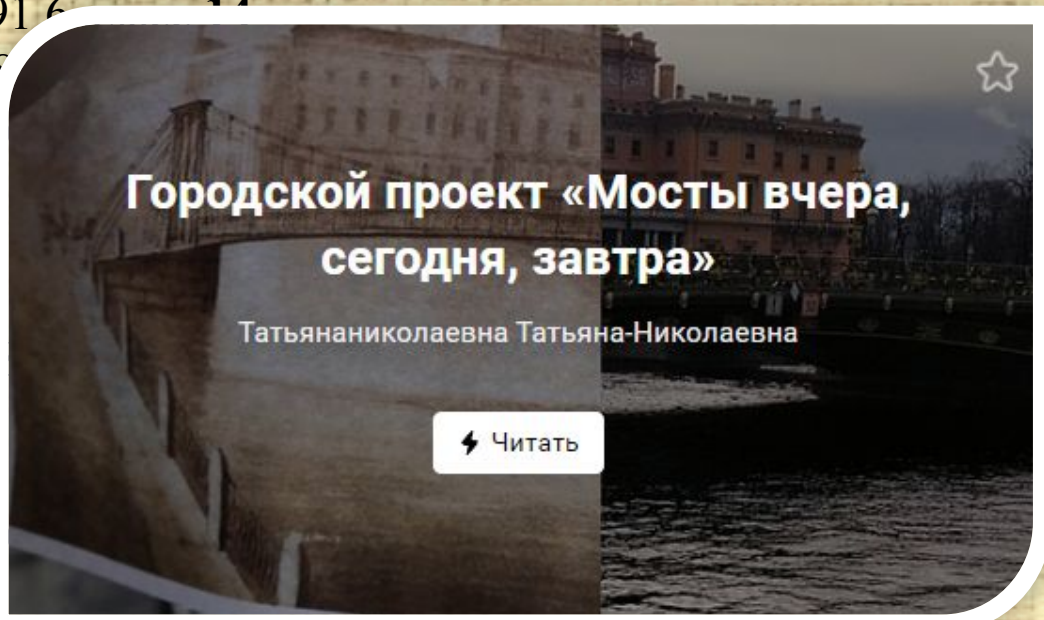 Городской проект «Мосты вчера,
сегодня, завтра»
Татьянаниколаевна Татьяна-Николаевна
Читать